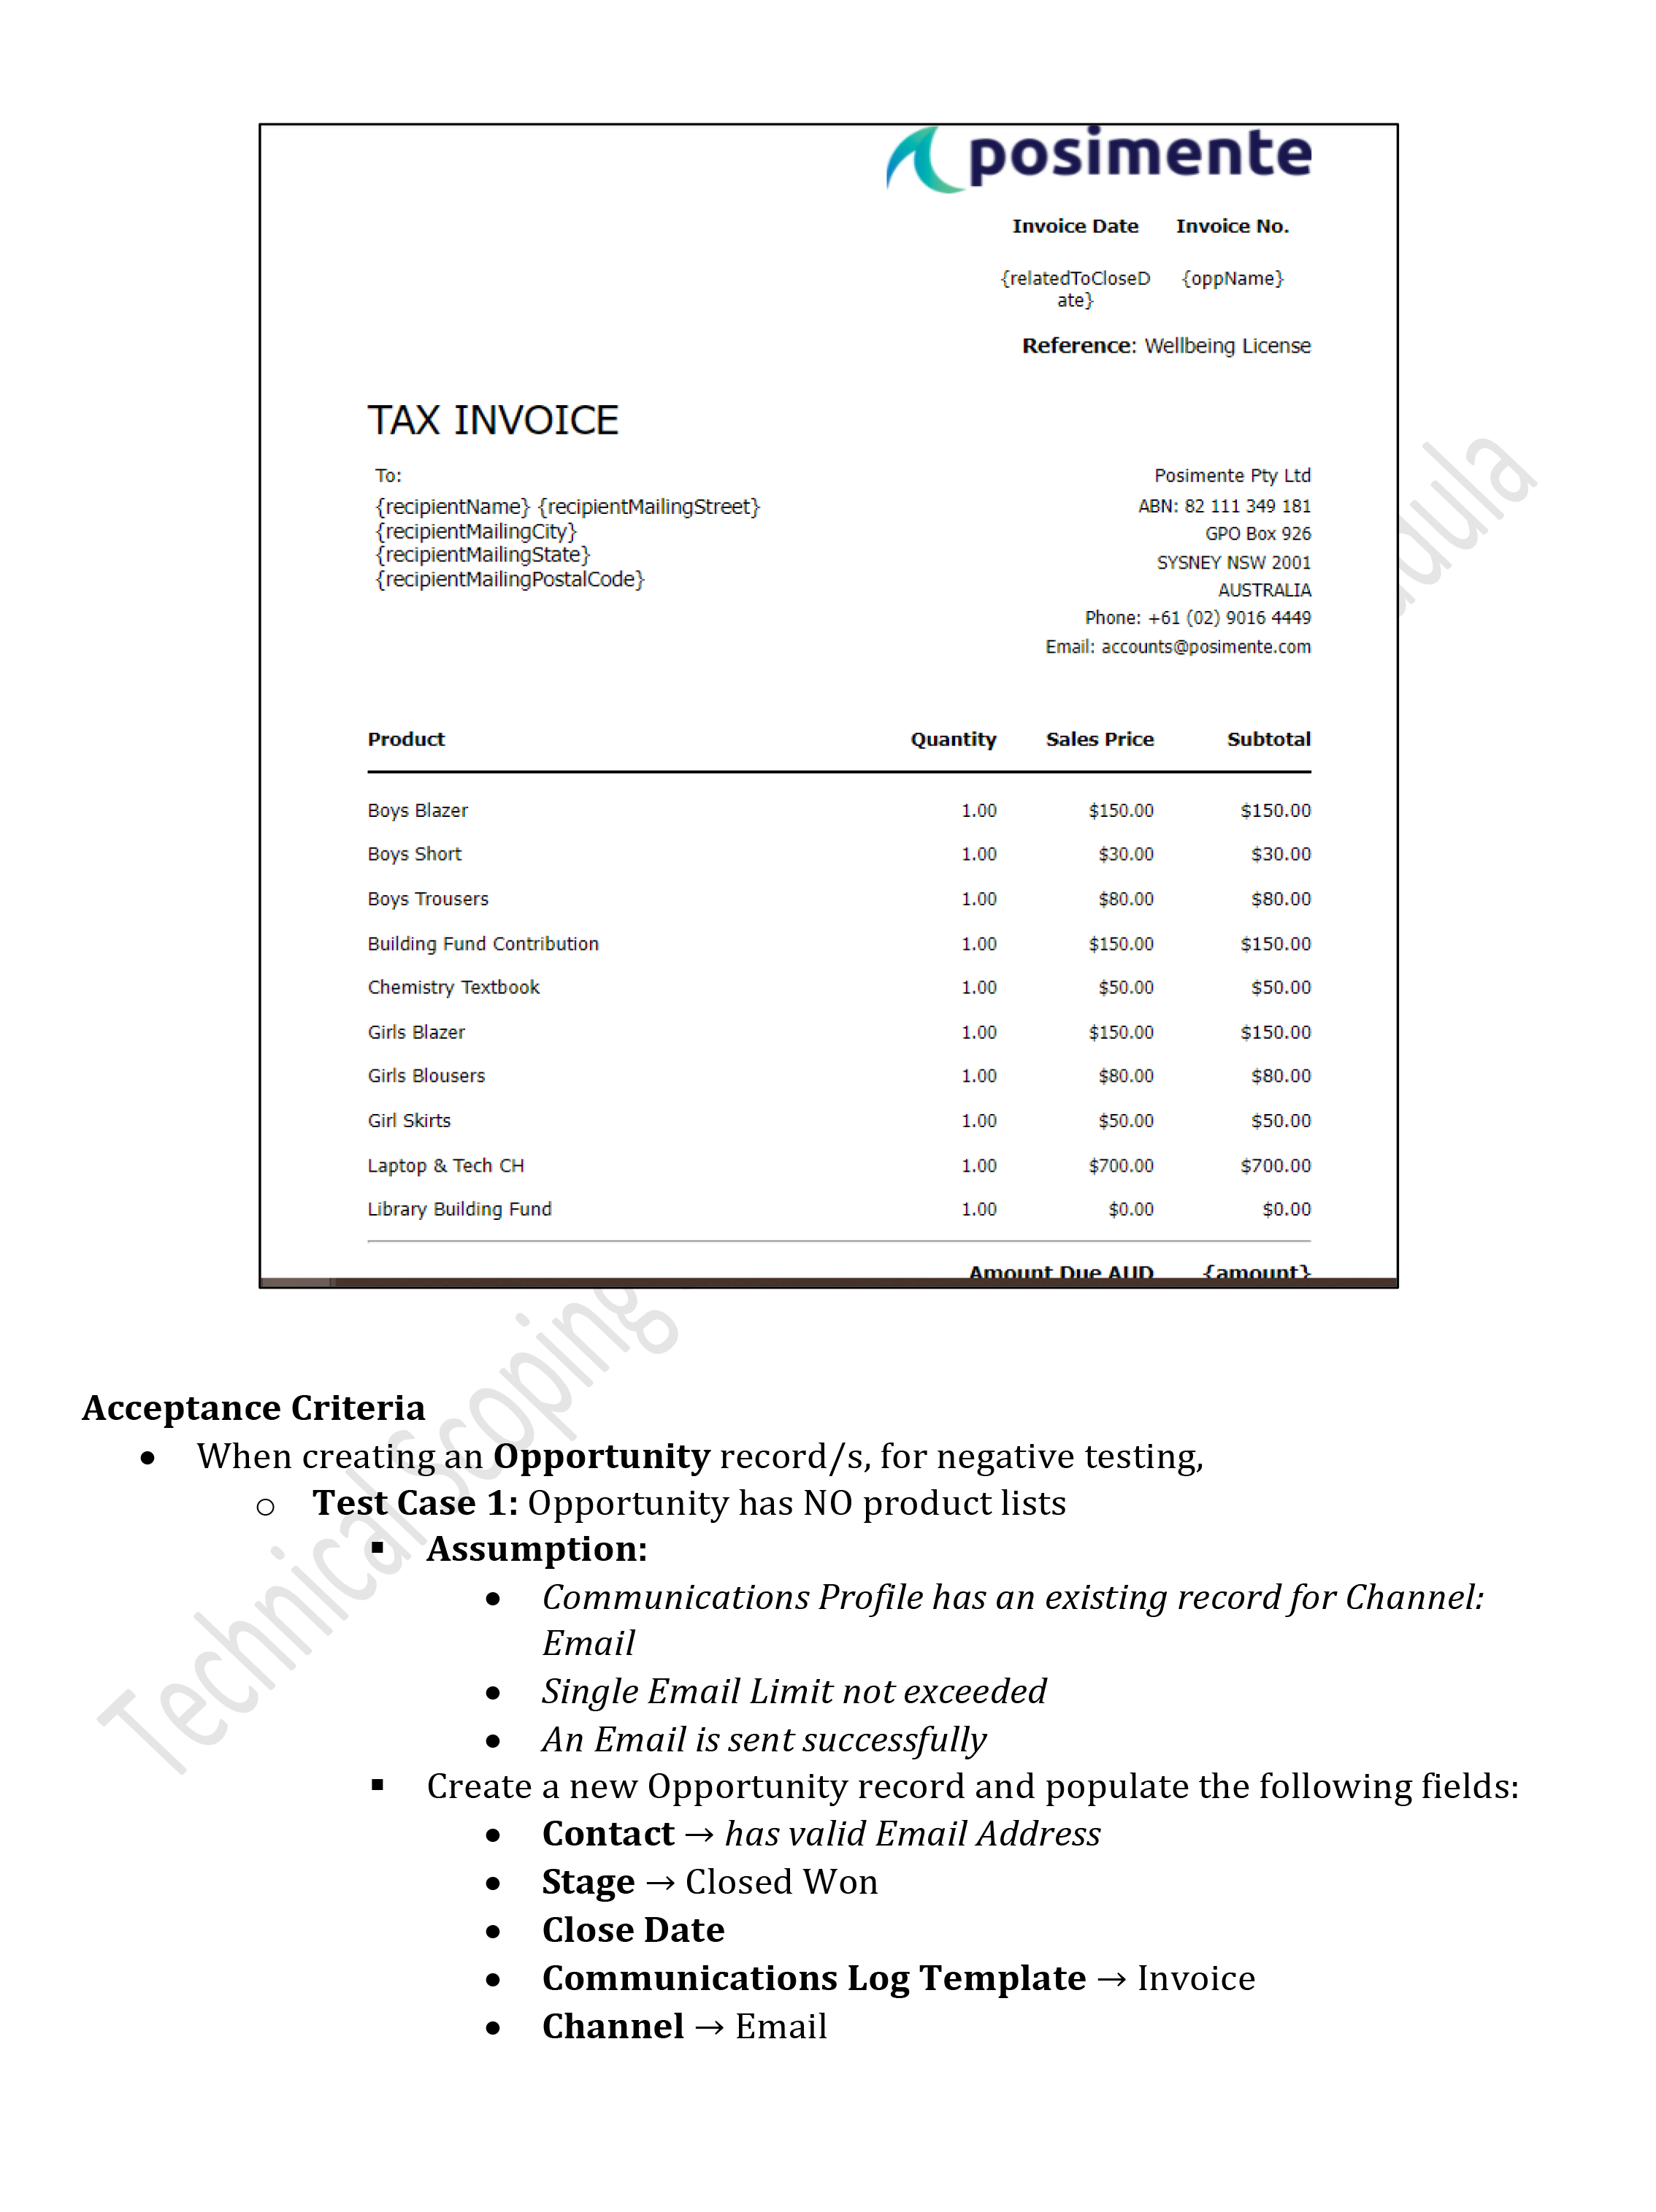 posimente
Invoice Date Invoice No.
{relatedToCloseD {oppName}
ate}
Reference: Wellbeing License
TAX INVOICE
To:
{recipientName} {recipientMailingStreet}
{recipientMailingCity}
{recipientMailingState}
{recipientMailingPostalCode}
Posimente Pty Ltd
ABN: 82 111 349 181
GPO Box 926
SYSNEY NSW 2001
AUSTRALIA
Phone: +61 (02) 9016 4449
Email: accounts@posimente.com
Product Quantity Sales Price Subtotal
Boys Blazer 1.00 $150.00 $150.00
Boys Short 1.00 $30.00 $30.00
Boys Trousers 1.00 $80.00 $80.00
Building Fund Contribution 1.00 $150.00 $150.00
Chemistry Textbook 1.00 $50.00 $50.00
Girls Blazer 1.00 $150.00 $150.00
Girls Blousers 1.00 $80.00 $80.00
Girl Skirts 1.00 $50.00 $50.00
Laptop & Tech CH 1.00 $700.00 $700.00
Library Building Fund 1.00 $0.00 $0.00
Amount Due AUD {amount}
Technical Scoping
Acceptance Criteria
• When creating an Opportunity record/s, for negative testing,
○ Test Case 1: Opportunity has NO product lists
▪ Assumption:
• Communications Profile has an existing record for Channel:
Email
• Single Email Limit not exceeded
• An Email is sent successfully
▪ Create a new Opportunity record and populate the following fields:
• Contact → has valid Email Address
• Stage → Closed Won
• Close Date
• Communications Log Template → Invoice
• Channel → Email